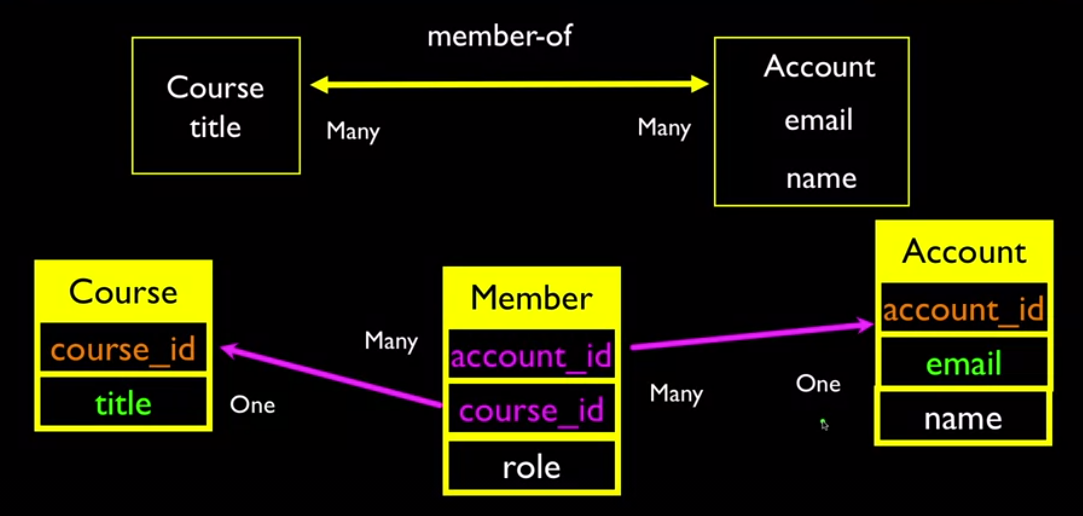 member-of
Course
title
Many
Many
Account
email
name
Course
course_id
title
One
Many
Member
account_id
course_id
role
Many
One
Account
account_id
email
name